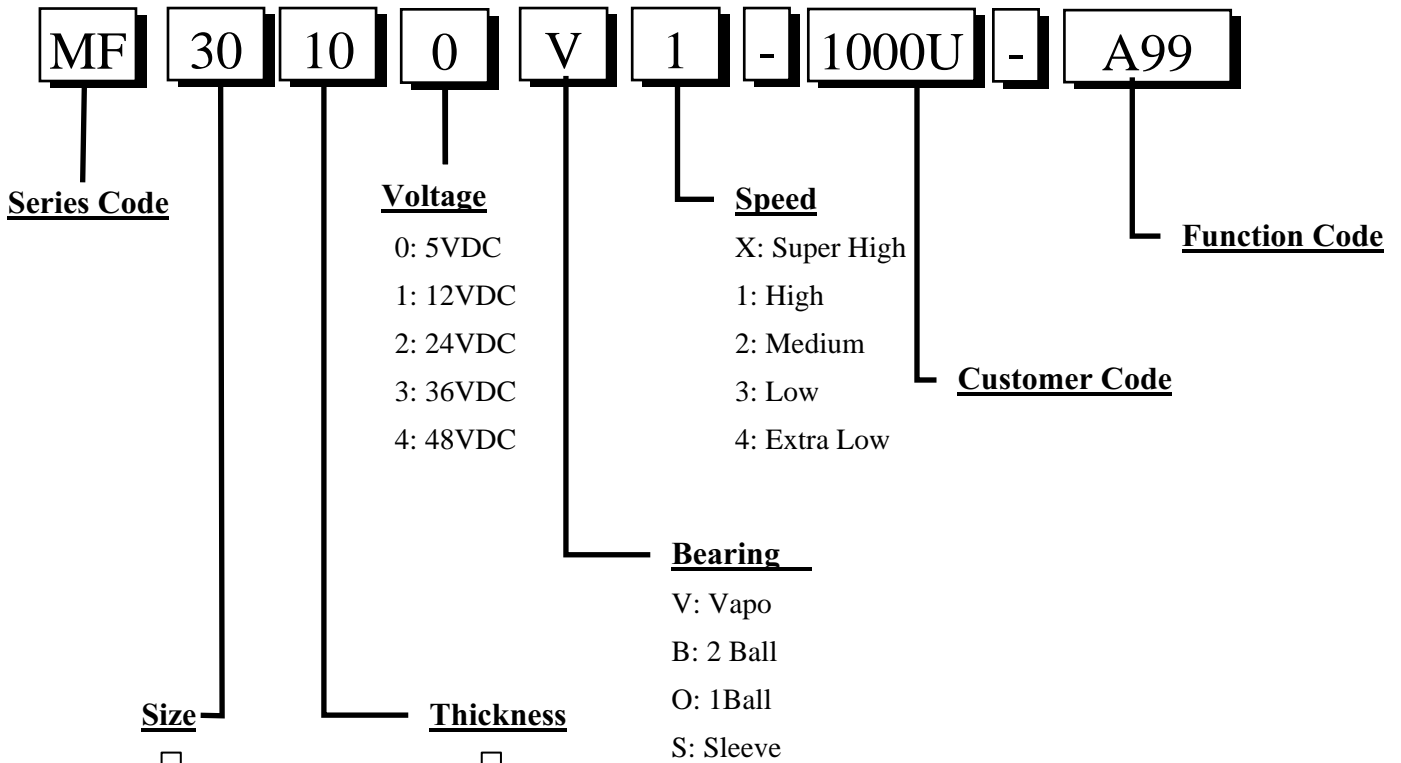 MF 30 10 0 V 1 - 1000U - A99
Series Code
Voltage
0: 5VDC
1: 12VDC
2: 24VDC
3: 36VDC
4: 48VDC
Speed
X: Super High
1: High
2: Medium
3: Low
4: Extra Low
Function Code
Customer Code
Bearing
V: Vapo
B: 2 Ball
O: 1Ball
S: Sleeve
Size
Thickness